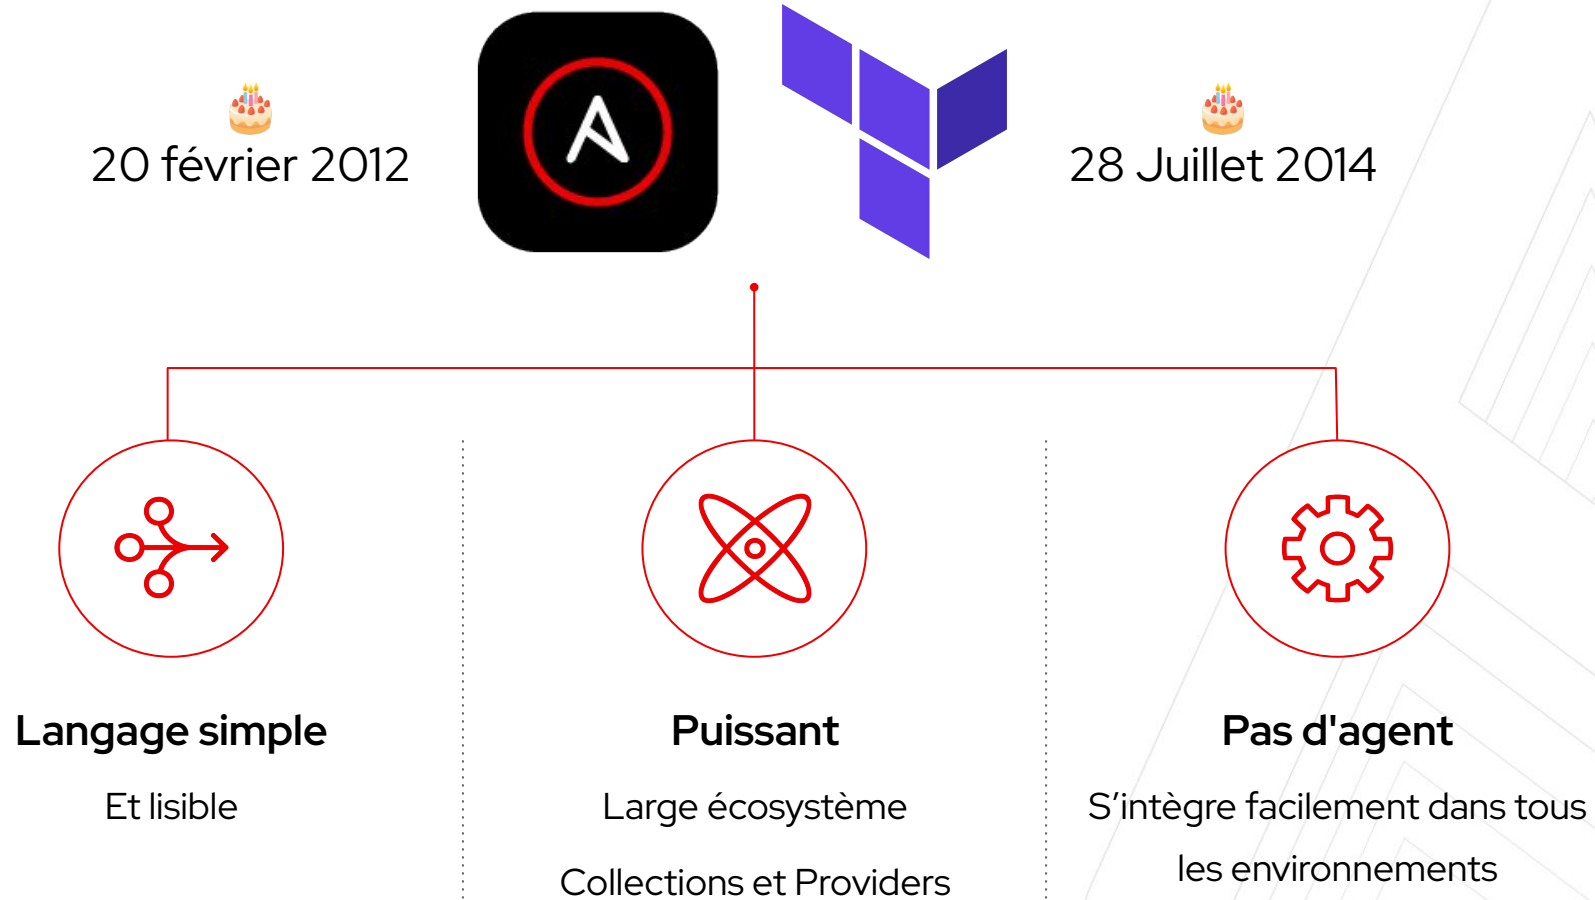 20 février 2012
28 Juillet 2014
Langage simple
Et lisible
Puissant
Large écosystème
Collections et Providers
Pas d'agent
S’intègre facilement dans tous
les environnements